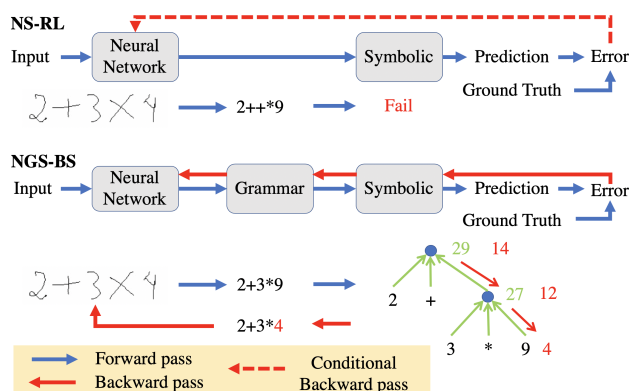 NS-RL
Input Neural Network Symbolic Prediction Error
Ground Truth
2+3×4 2++*9 Fail
NGS-BS
Input Neural Network Grammar Symbolic Prediction Error
Ground Truth
29 14
2+3×4 2+3*9 2 + 27 12
2+3*4 3 * 9 4
Forward pass Conditional
Backward pass Backward pass